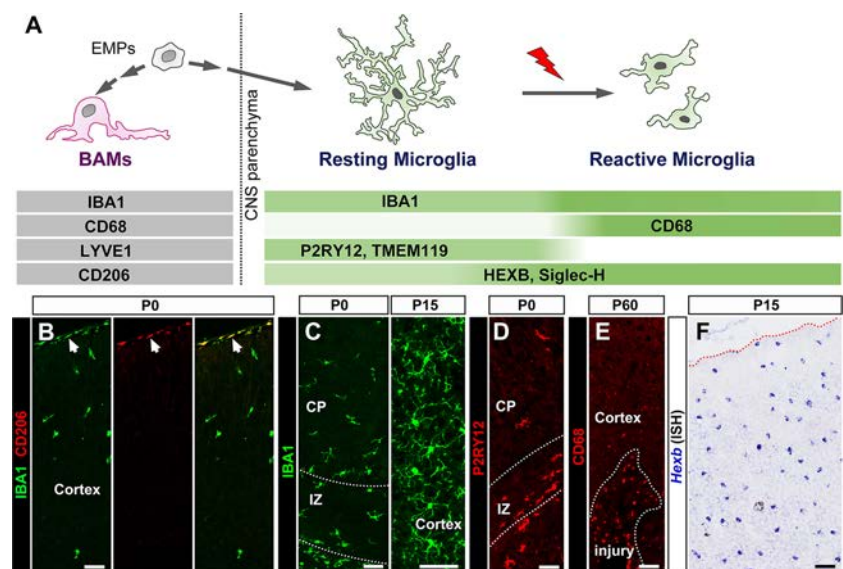 A
EMPs
CNS parenchyma
BAMs
Resting Microglia
Reactive Microglia
IBA1
IBA1
CD68
CD68
LYVE1
P2RY12, TMEM119
CD206
HEXB, Siglec-H
P0
P0
P15
P0
P60
P15
IBA1 CD206
B
Cortex
IBA1
C
CP
IZ
Cortex
P2RY12
D
CP
IZ
CD68
E
Cortex
injury
Hexb (ISH)
F